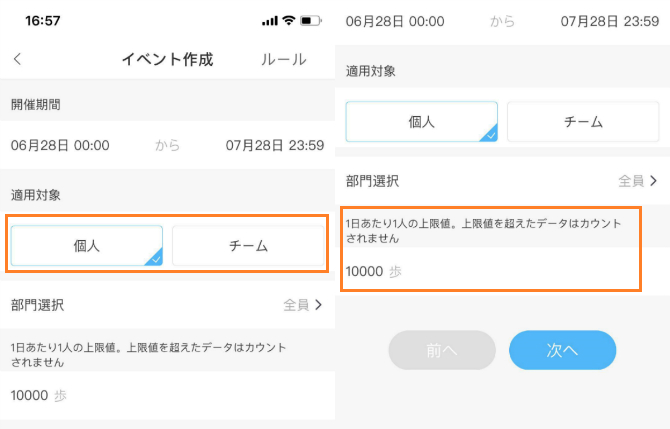 16:57
イベント作成
ルール
開催期間
06月28日 00:00 から 07月28日 23:59
適用対象
個人
チーム
部門選択
全員
1日あたり1人の上限値。上限値を超えたデータはカウント
されません
10000 歩
06月28日 00:00 から 07月28日 23:59
適用対象
個人
チーム
部門選択
全員
1日あたり1人の上限値。上限値を超えたデータはカウント
されません
10000 歩
前へ
次へ